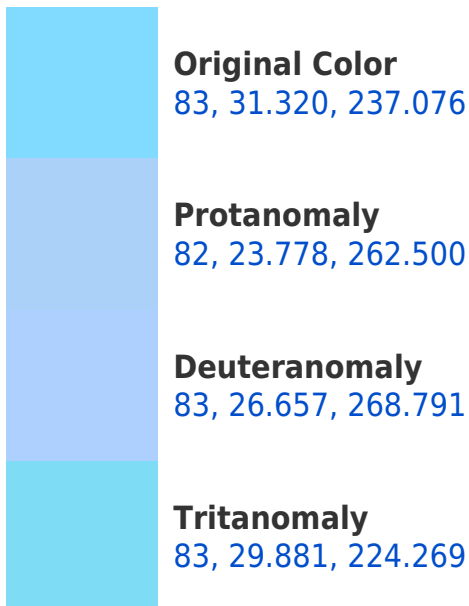 Original Color
83, 31.320, 237.076
Protanomaly
82, 23.778, 262.500
Deuteranomaly
83, 26.657, 268.791
Tritanomaly
83, 29.881, 224.269